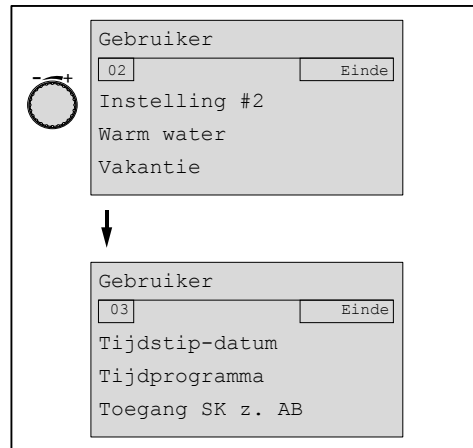 Gebruiker
02 Einde
Instelling #2
Warm water
Vakantie
- +
Gebruiker
03 Einde
Tijdstip-datum
Tijdprogramma
Toegang SK z. AB